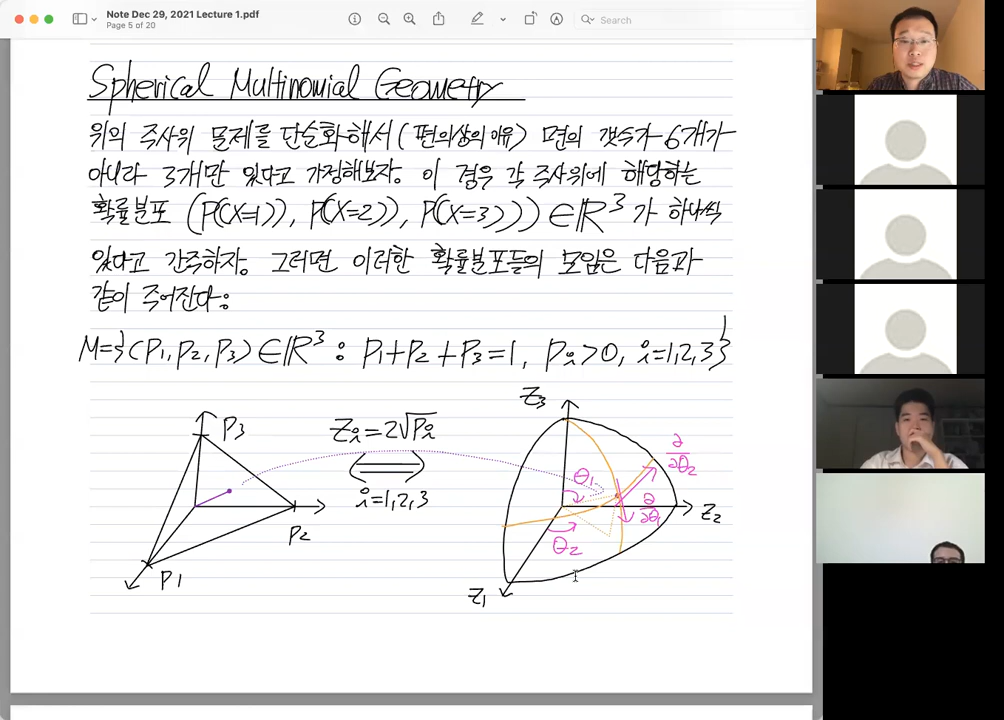 Note Dec 29, 2021 Lecture 1.pdf
Page 5 of 20
Search
Spherical Multinomial Geometry
위의 주사위 문제를 단순화해서 (편의상의 이유) 면의 갯수가 6개가
아니라 3개만 있다고 가정해보자. 이 경우 각 주사위에 해당하는
확률분포 (P(X=1)), P(X=2)), P(X=3))) ∈ ℝ³ 가 하나씩
있다고 간주하자. 그러면 이러한 확률분포들의 모임은 다음과
같이 주어진다:
M={(P1, P2, P3) ∈ ℝ³ : P1+P2+P3=1, Pi>0, i=1,2,3}
P3
P2
P1
Zi=2√Pi
⟺
i=1,2,3
Z3
Z2
Z1
θ1
θ2
∂/∂θ2
∂/∂θ1